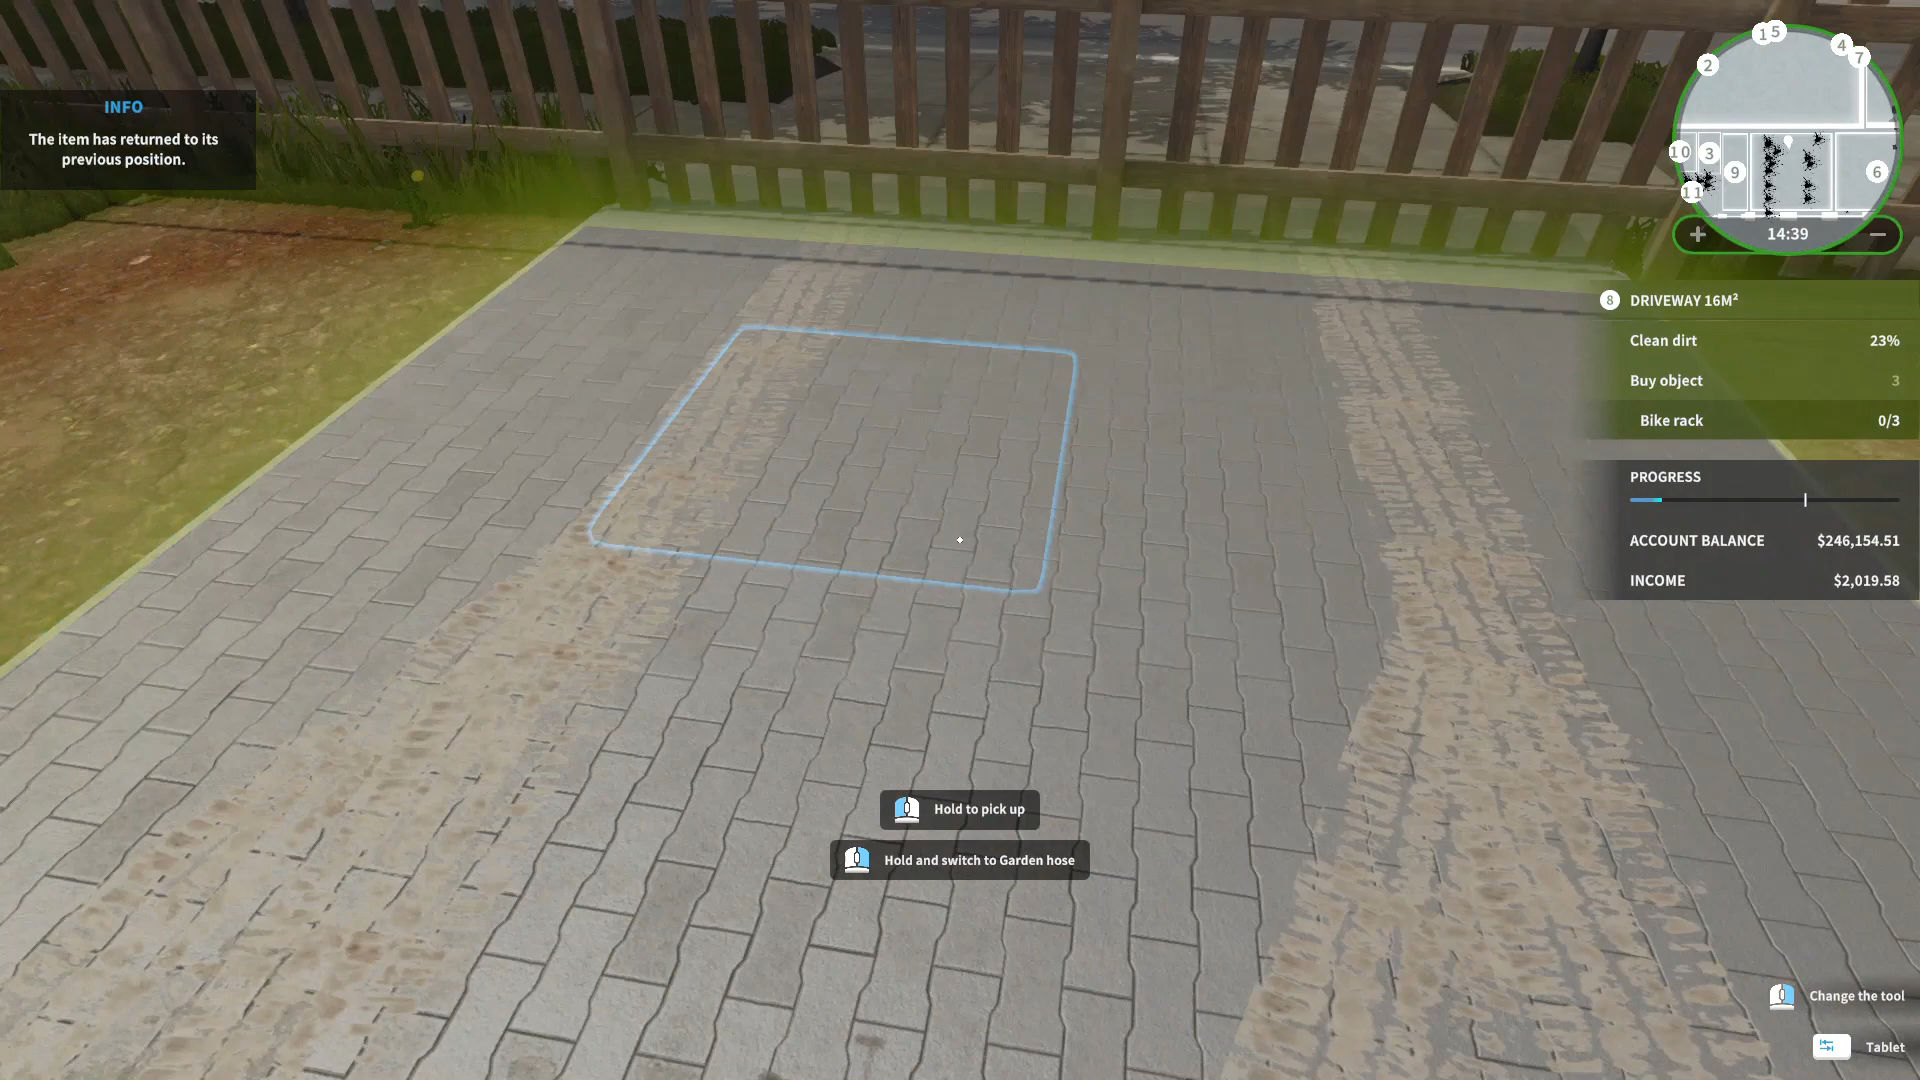 INFO
The item has returned to its
previous position.
1 5
4
7
2
10
3
9
6
11
14:39
8 DRIVEWAY 16M²
Clean dirt 23%
Buy object 3
Bike rack 0/3
PROGRESS
ACCOUNT BALANCE $246,154.51
INCOME $2,019.58
Hold to pick up
Hold and switch to Garden hose
Change the tool
Tablet